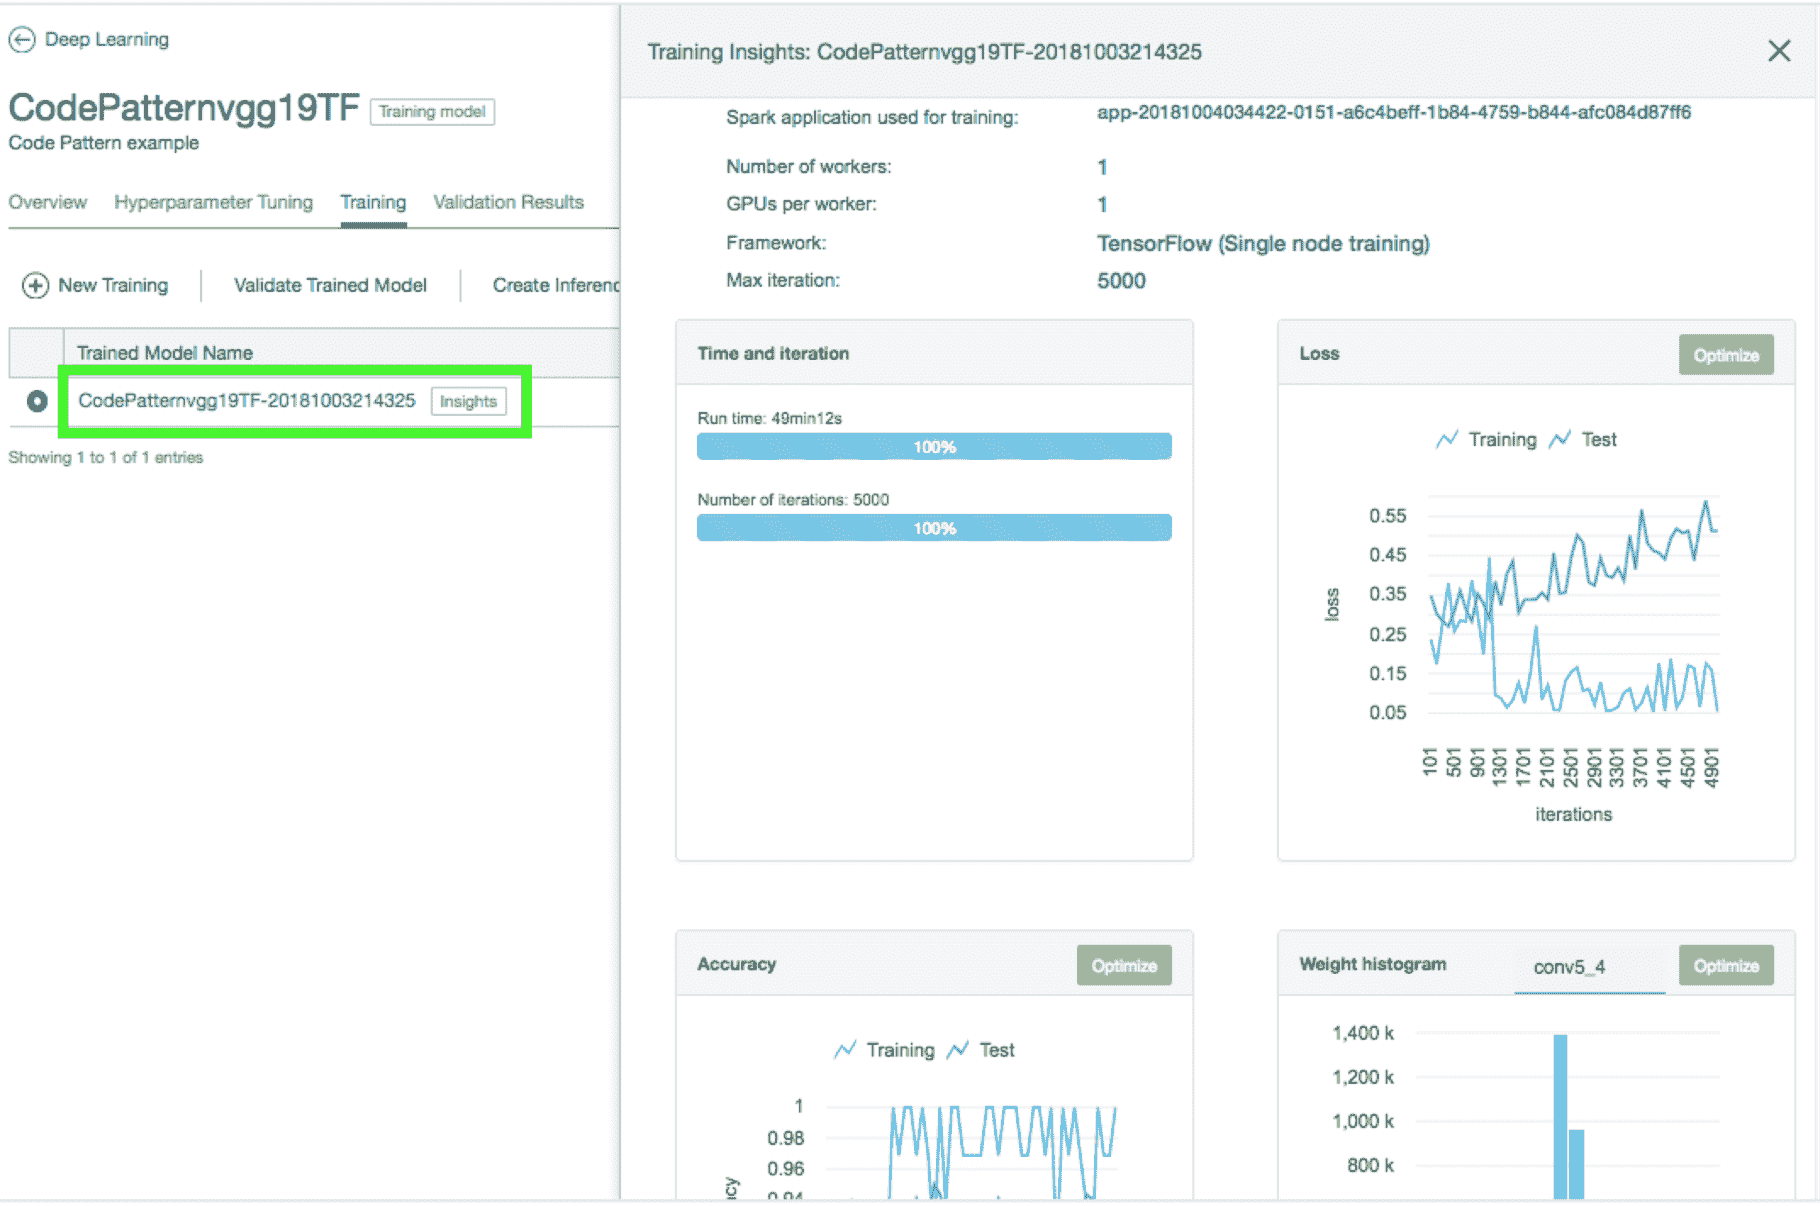 Deep Learning
CodePatternvgg19TF Training model
Code Pattern example
Overview Hyperparameter Tuning Training Validation Results
New Training Validate Trained Model Create Inferenc
Trained Model Name
CodePatternvgg19TF-20181003214325 Insights
Showing 1 to 1 of 1 entries
Training Insights: CodePatternvgg19TF-20181003214325
Spark application used for training: app-20181004034422-0151-a6c4beff-1b84-4759-b844-afc084d87ff6
Number of workers: 1
GPUs per worker: 1
Framework: TensorFlow (Single node training)
Max iteration: 5000
Time and iteration
Run time: 49min12s
100%
Number of iterations: 5000
100%
Loss Optimize
Training Test
0.55
0.45
0.35
0.25
0.15
0.05
loss
101 501 901 1301 1701 2101 2501 2901 3301 3701 4101 4501 4901
iterations
Accuracy Optimize
Training Test
1
0.98
0.96
0.94
Weight histogram conv5_4 Optimize
1,400 k
1,200 k
1,000 k
800 k